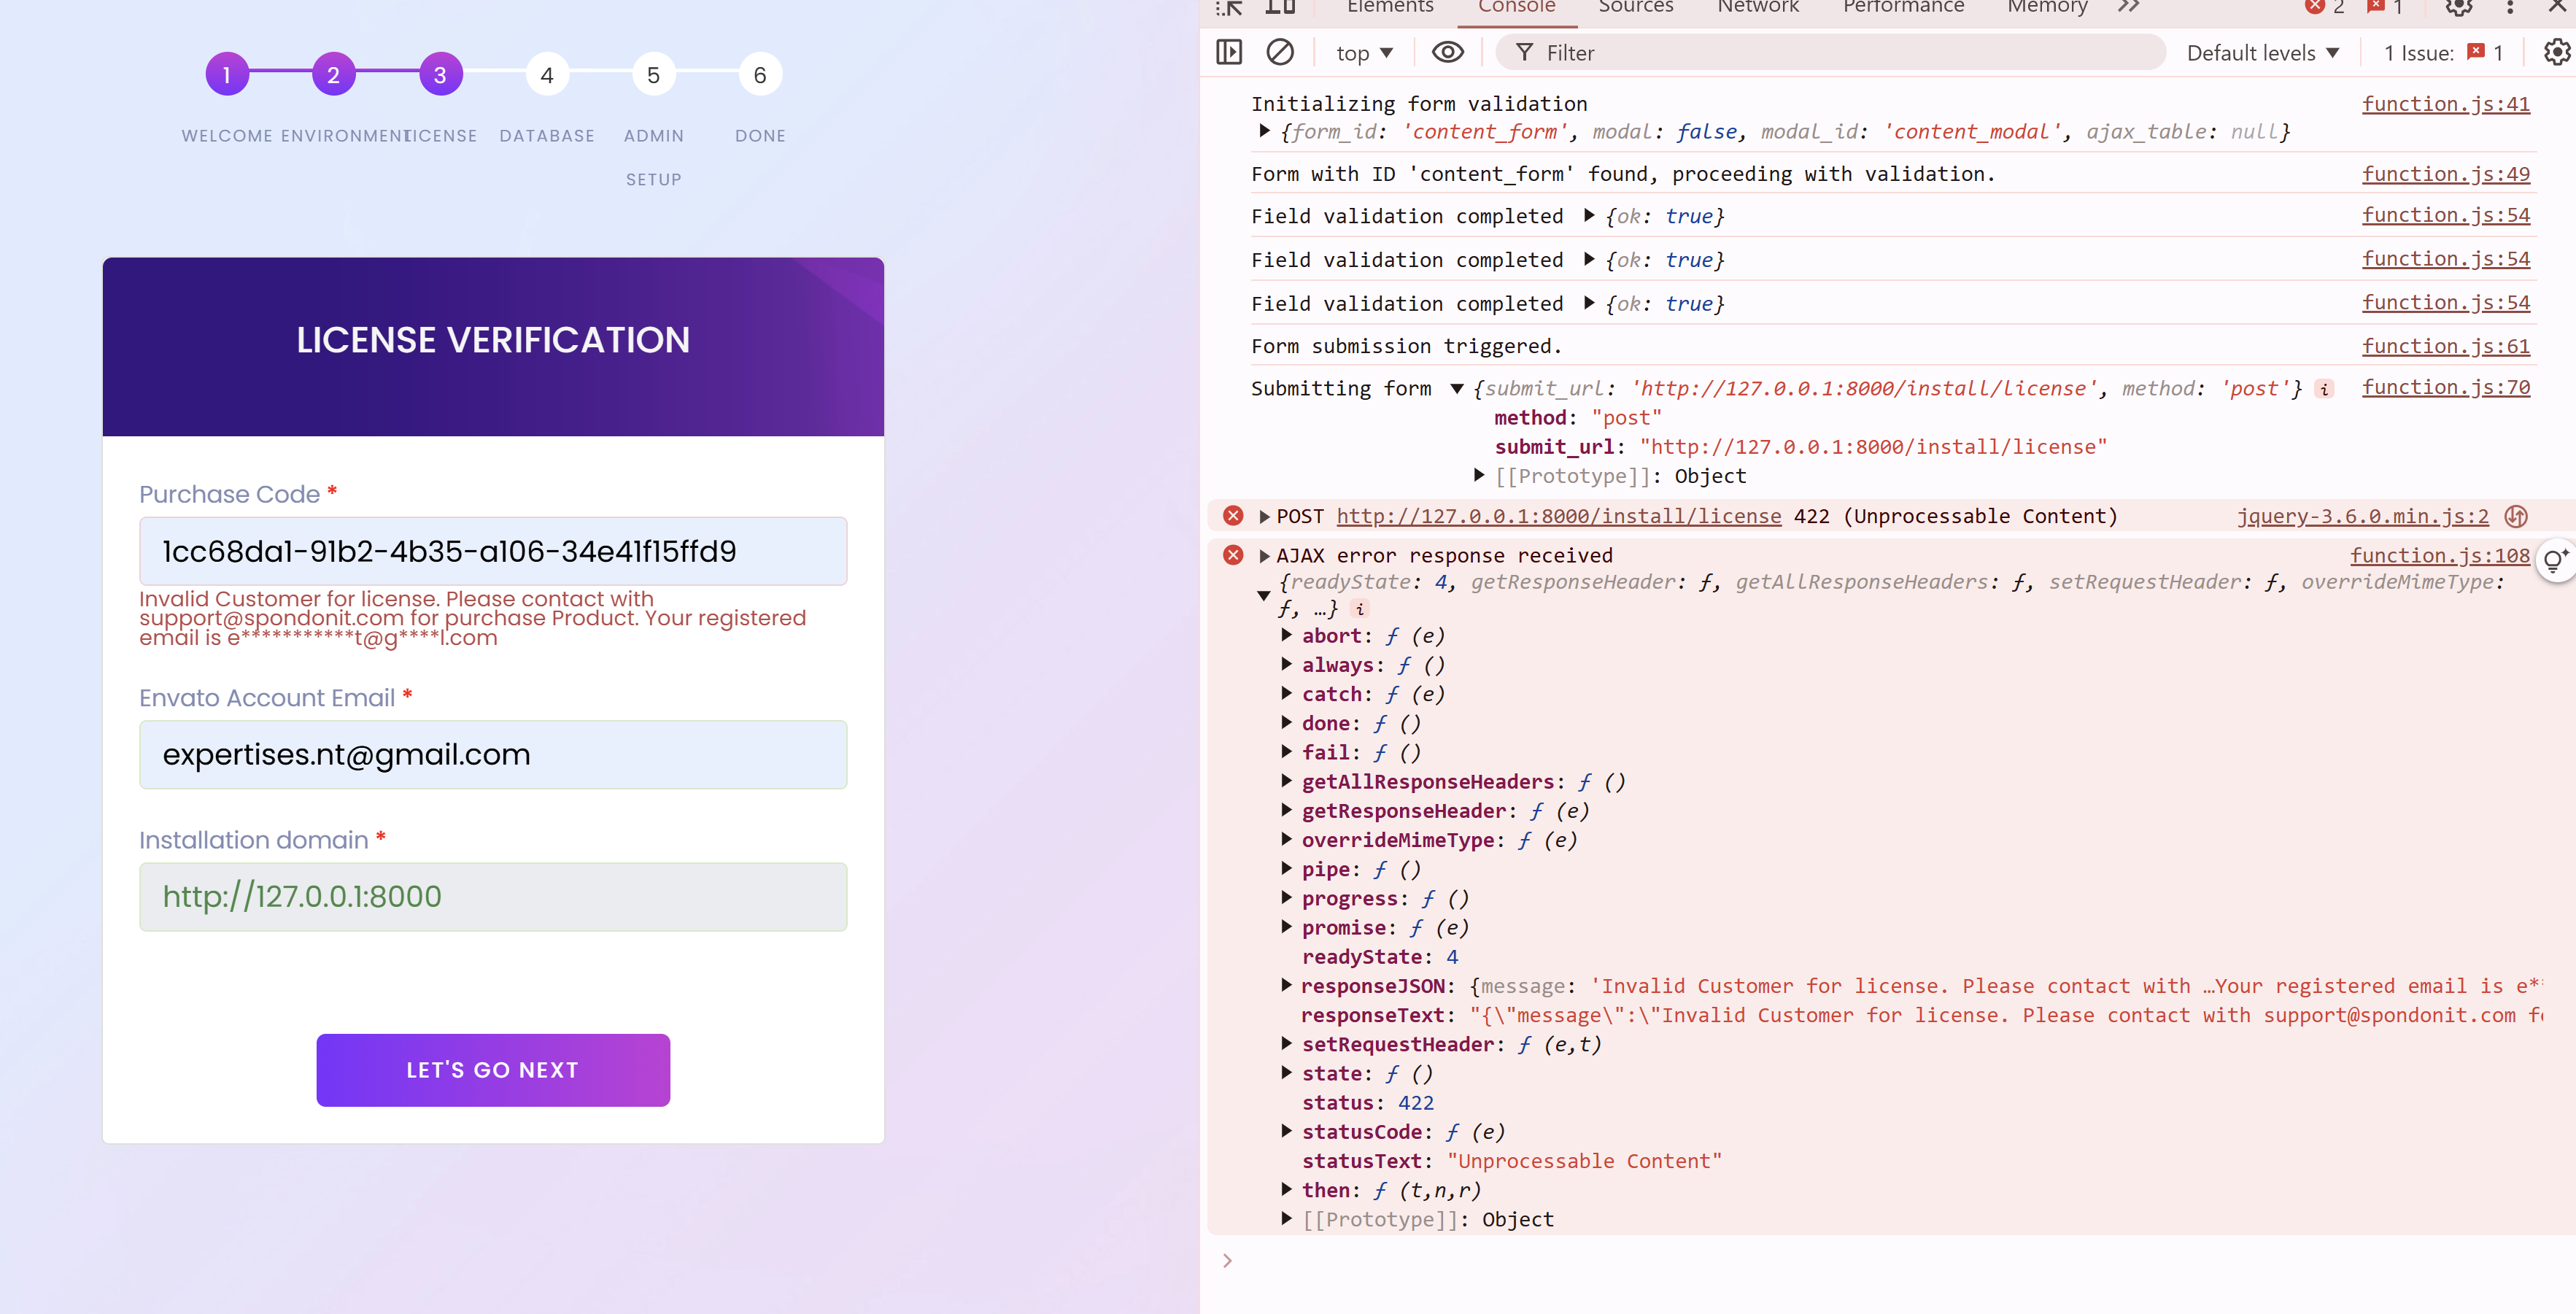 1 2 3 4 5 6
WELCOME ENVIRONMENT LICENSE DATABASE ADMIN SETUP DONE
LICENSE VERIFICATION
Purchase Code *
1cc68da1-91b2-4b35-a106-34e41f15ffd9
Invalid Customer for license. Please contact with
support@spondonit.com for purchase Product. Your registered
email is e***********t@g****l.com
Envato Account Email *
expertises.nt@gmail.com
Installation domain *
http://127.0.0.1:8000
LET'S GO NEXT
Elements Console Sources Network Performance Memory 2 1
top Filter Default levels 1 Issue: 1
Initializing form validation function.js:41
{form_id: 'content_form', modal: false, modal_id: 'content_modal', ajax_table: null}
Form with ID 'content_form' found, proceeding with validation. function.js:49
Field validation completed {ok: true} function.js:54
Field validation completed {ok: true} function.js:54
Field validation completed {ok: true} function.js:54
Form submission triggered. function.js:61
Submitting form {submit_url: 'http://127.0.0.1:8000/install/license', method: 'post'} i function.js:70
method: "post"
submit_url: "http://127.0.0.1:8000/install/license"
[[Prototype]]: Object
POST http://127.0.0.1:8000/install/license 422 (Unprocessable Content) jquery-3.6.0.min.js:2
AJAX error response received function.js:108
{readyState: 4, getResponseHeader: ƒ, getAllResponseHeaders: ƒ, setRequestHeader: ƒ, overrideMimeType:
ƒ, …} i
abort: ƒ (e)
always: ƒ ()
catch: ƒ (e)
done: ƒ ()
fail: ƒ ()
getAllResponseHeaders: ƒ ()
getResponseHeader: ƒ (e)
overrideMimeType: ƒ (e)
pipe: ƒ ()
progress: ƒ ()
promise: ƒ (e)
readyState: 4
responseJSON: {message: 'Invalid Customer for license. Please contact with …Your registered email is e*
responseText: "{\"message\":\"Invalid Customer for license. Please contact with support@spondonit.com
setRequestHeader: ƒ (e,t)
state: ƒ ()
status: 422
statusCode: ƒ (e)
statusText: "Unprocessable Content"
then: ƒ (t,n,r)
[[Prototype]]: Object